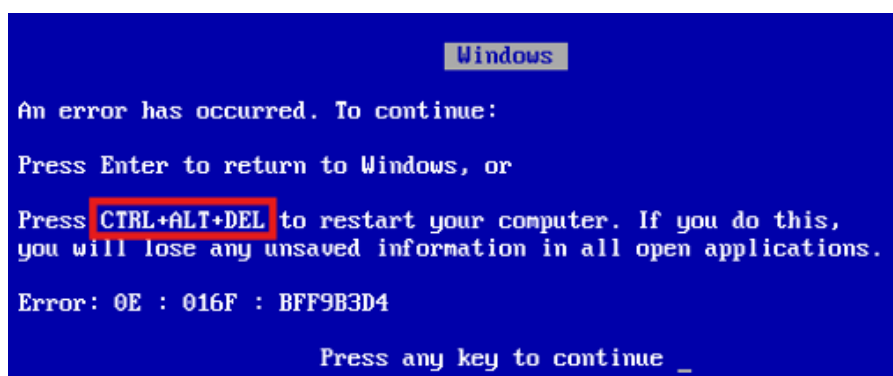 Windows
An error has occurred. To continue:
Press Enter to return to Windows, or
Press CTRL+ALT+DEL to restart your computer. If you do this,
you will lose any unsaved information in all open applications.
Error: 0E : 016F : BFF9B3D4
Press any key to continue _